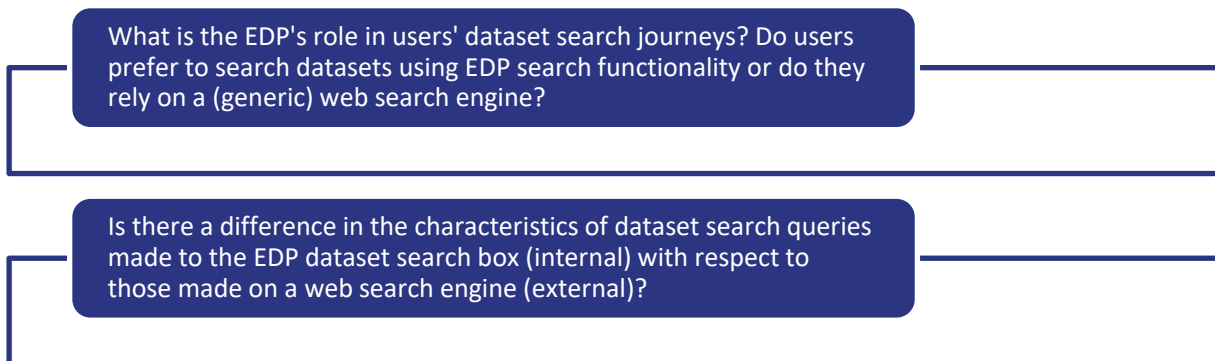 What is the EDP's role in users' dataset search journeys? Do users
prefer to search datasets using EDP search functionality or do they
rely on a (generic) web search engine?
Is there a difference in the characteristics of dataset search queries
made to the EDP dataset search box (internal) with respect to
those made on a web search engine (external)?